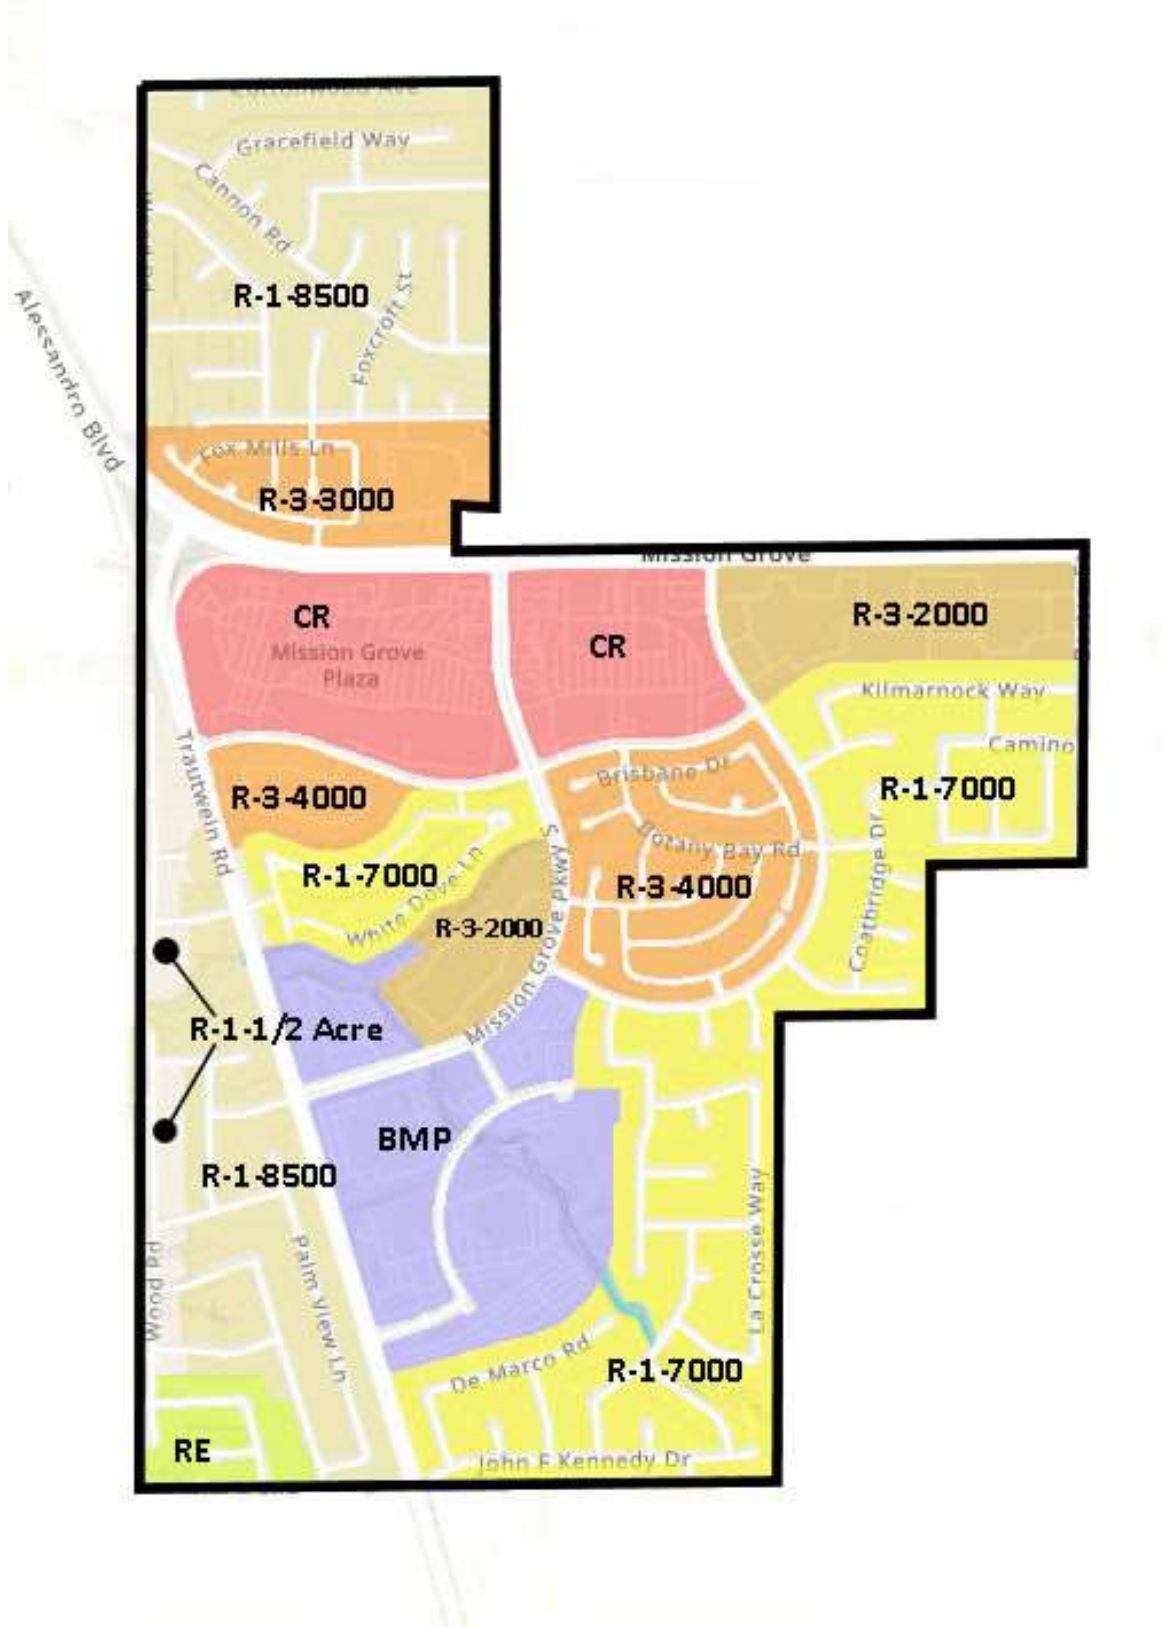 Cottonwood Ave
Gracefield Way
Cannon Rd
R-1-8500
Foxcroft St
Alessandro Blvd
Fox Mills Ln
R-3-3000
Mission Grove
CR
Mission Grove
Plaza
CR
R-3-2000
Kilmarnock Way
Camino
Trautwein Rd
R-3-4000
Brisbane Dr
R-1-7000
Botany Bay Rd
R-1-7000
White Dove Ln
R-3-4000
R-3-2000
Mission Grove Pkwy S
Coathridge Dr
R-1-1/2 Acre
BMP
R-1-8500
La Crosse Way
Wood Rd
Palm View Ln
De Marco Rd
R-1-7000
RE
John F Kennedy Dr